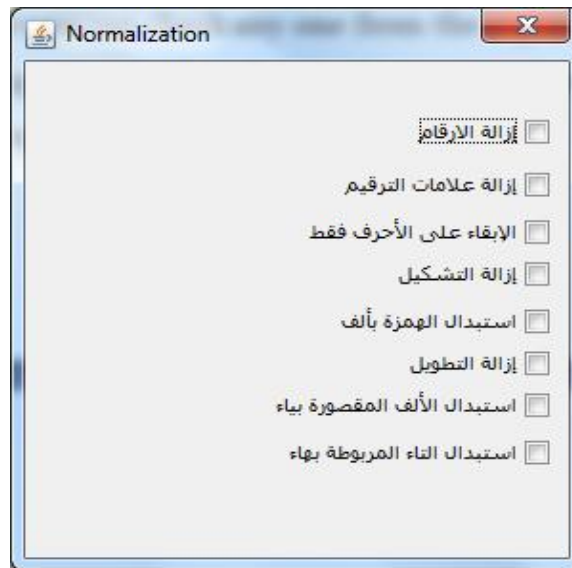 Normalization
إزالة الارقام
إزالة علامات الترقيم
الإبقاء على الأحرف فقط
إزالة التشكيل
استبدال الهمزة بألف
إزالة التطويل
استبدال الألف المقصورة بياء
استبدال التاء المربوطة بهاء